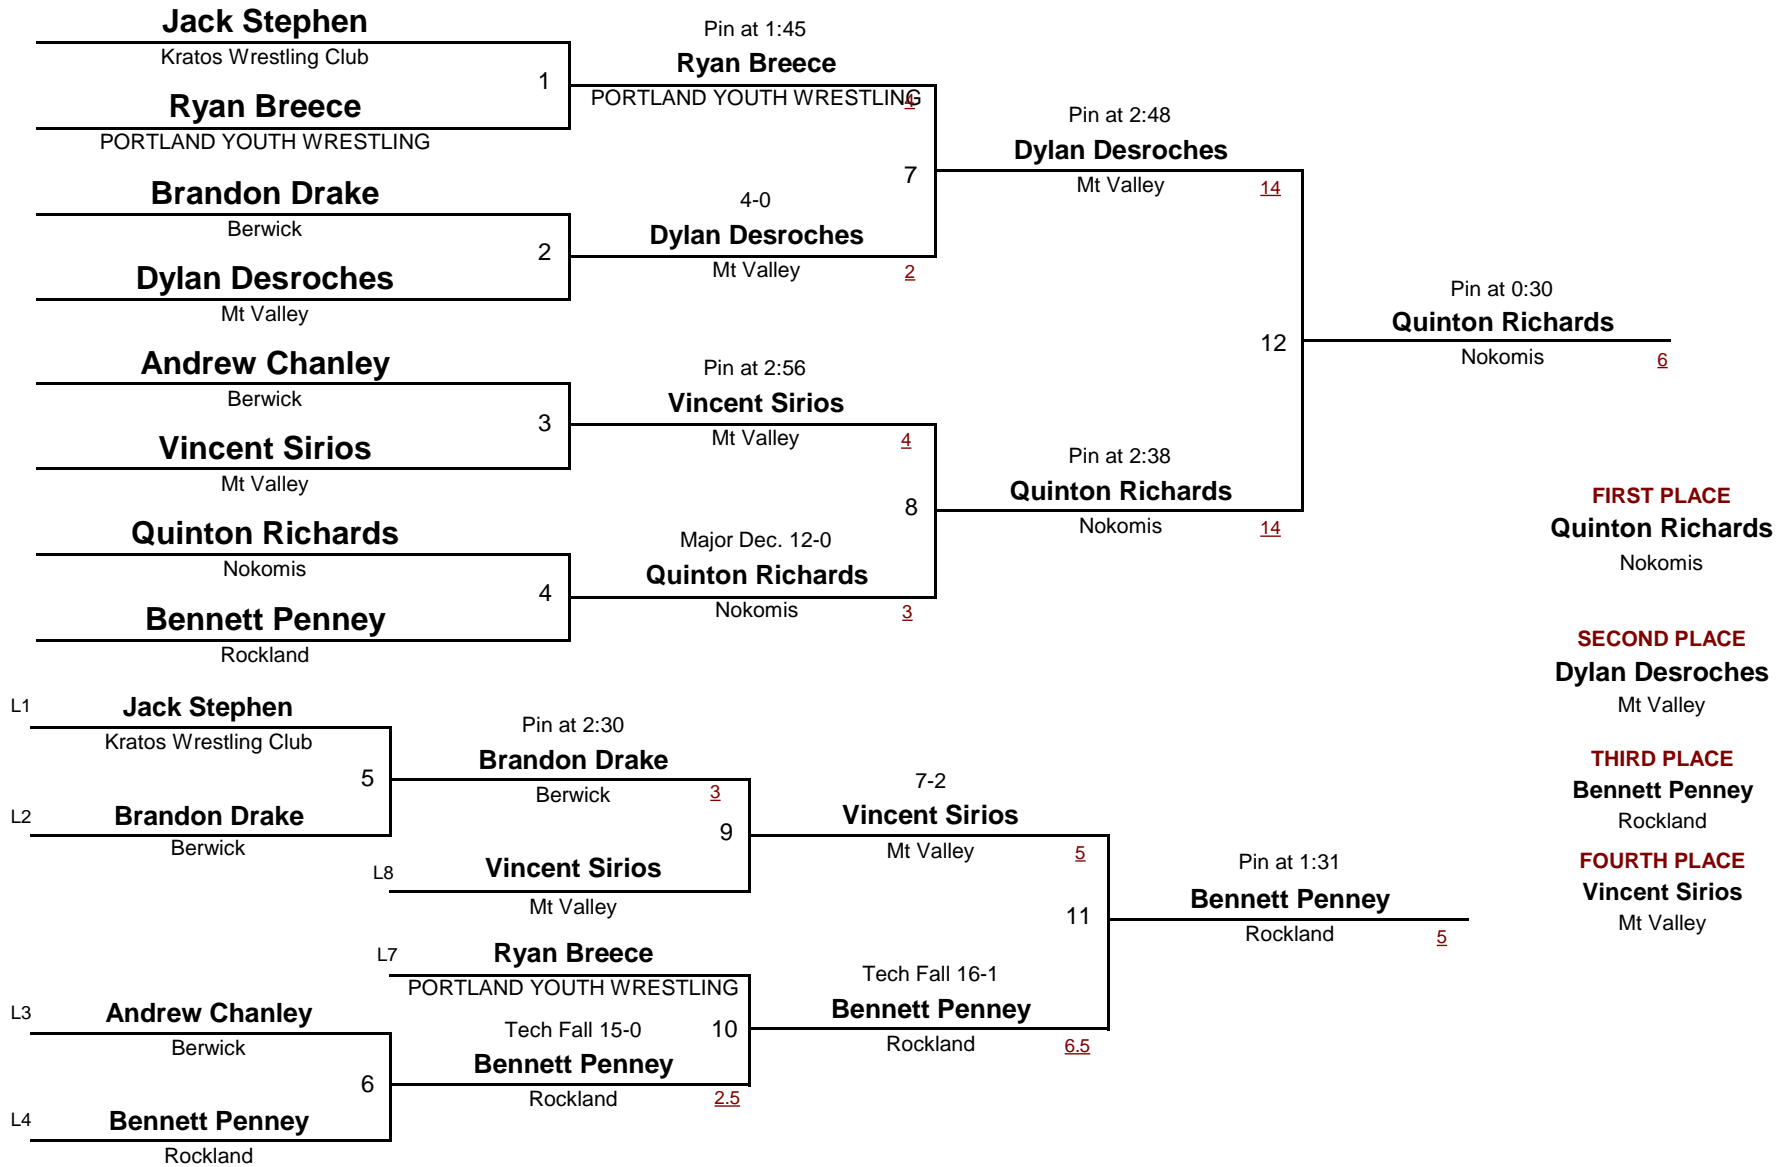 Jack Stephen
Kratos Wrestling Club
1
Ryan Breece
PORTLAND YOUTH WRESTLING
Pin at 1:45
Ryan Breece
PORTLAND YOUTH WRESTLING
4
Brandon Drake
Berwick
2
Dylan Desroches
Mt Valley
4-0
Dylan Desroches
Mt Valley
2
7
Pin at 2:48
Dylan Desroches
Mt Valley
14
Andrew Chanley
Berwick
3
Vincent Sirios
Mt Valley
Pin at 2:56
Vincent Sirios
Mt Valley
4
Quinton Richards
Nokomis
4
Bennett Penney
Rockland
Major Dec. 12-0
Quinton Richards
Nokomis
3
8
Pin at 2:38
Quinton Richards
Nokomis
14
12
Pin at 0:30
Quinton Richards
Nokomis
6
FIRST PLACE
Quinton Richards
Nokomis
SECOND PLACE
Dylan Desroches
Mt Valley
THIRD PLACE
Bennett Penney
Rockland
FOURTH PLACE
Vincent Sirios
Mt Valley
L1
Jack Stephen
Kratos Wrestling Club
5
L2
Brandon Drake
Berwick
Pin at 2:30
Brandon Drake
Berwick
3
9
L8
Vincent Sirios
Mt Valley
7-2
Vincent Sirios
Mt Valley
5
L7
Ryan Breece
PORTLAND YOUTH WRESTLING
L3
Andrew Chanley
Berwick
6
L4
Bennett Penney
Rockland
Tech Fall 15-0
10
Bennett Penney
Rockland
2.5
Tech Fall 16-1
Bennett Penney
Rockland
6.5
11
Pin at 1:31
Bennett Penney
Rockland
5